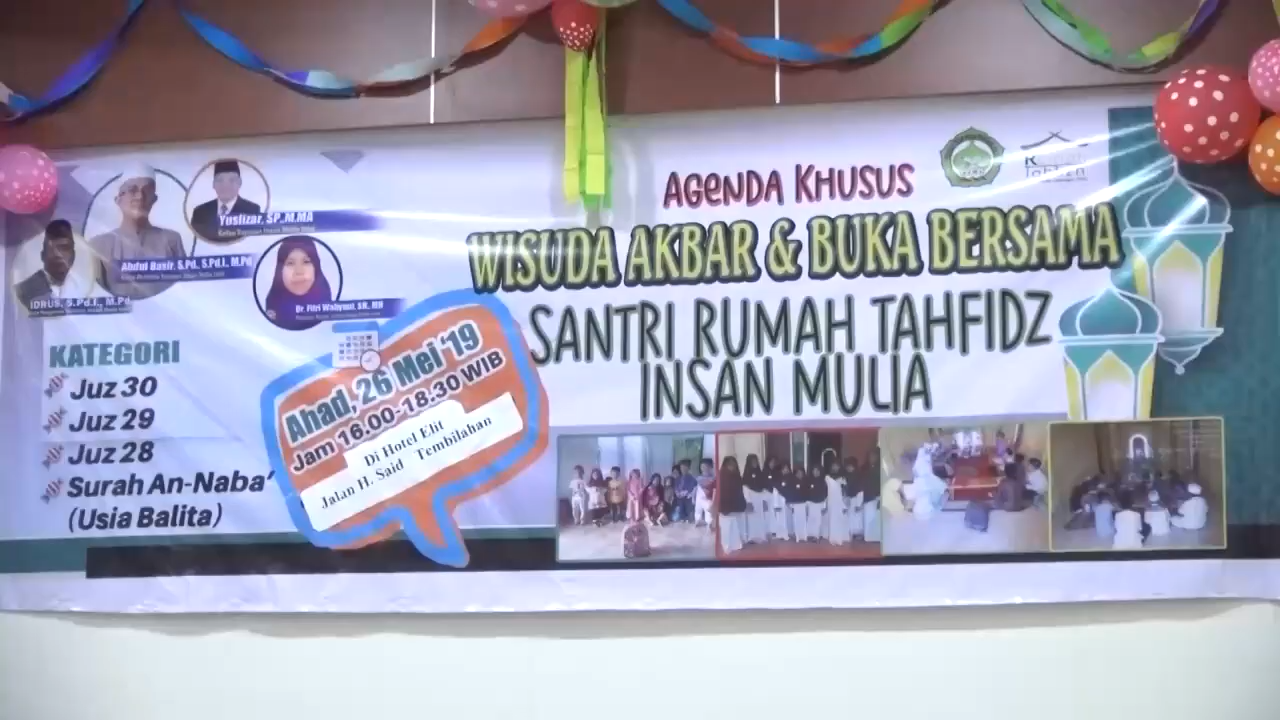 AGENDA KHUSUS
WISUDA AKBAR & BUKA BERSAMA
SANTRI RUMAH TAHFIDZ
INSAN MULIA
Yuslizar, SP.,M.MA
Abdul Basir, S.Pd., S.Pd.I., M.Pd
IDRUS, S.Pd.I., M.Pd
Dr. Fitri Wahyuni, SH., MH
KATEGORI
Juz 30
Juz 29
Juz 28
Surah An-Naba'
(Usia Balita)
Ahad, 26 Mei '19
Jam 16.00-18.30 WIB
Di Hotel Elit
Jalan H. Said Tembilahan